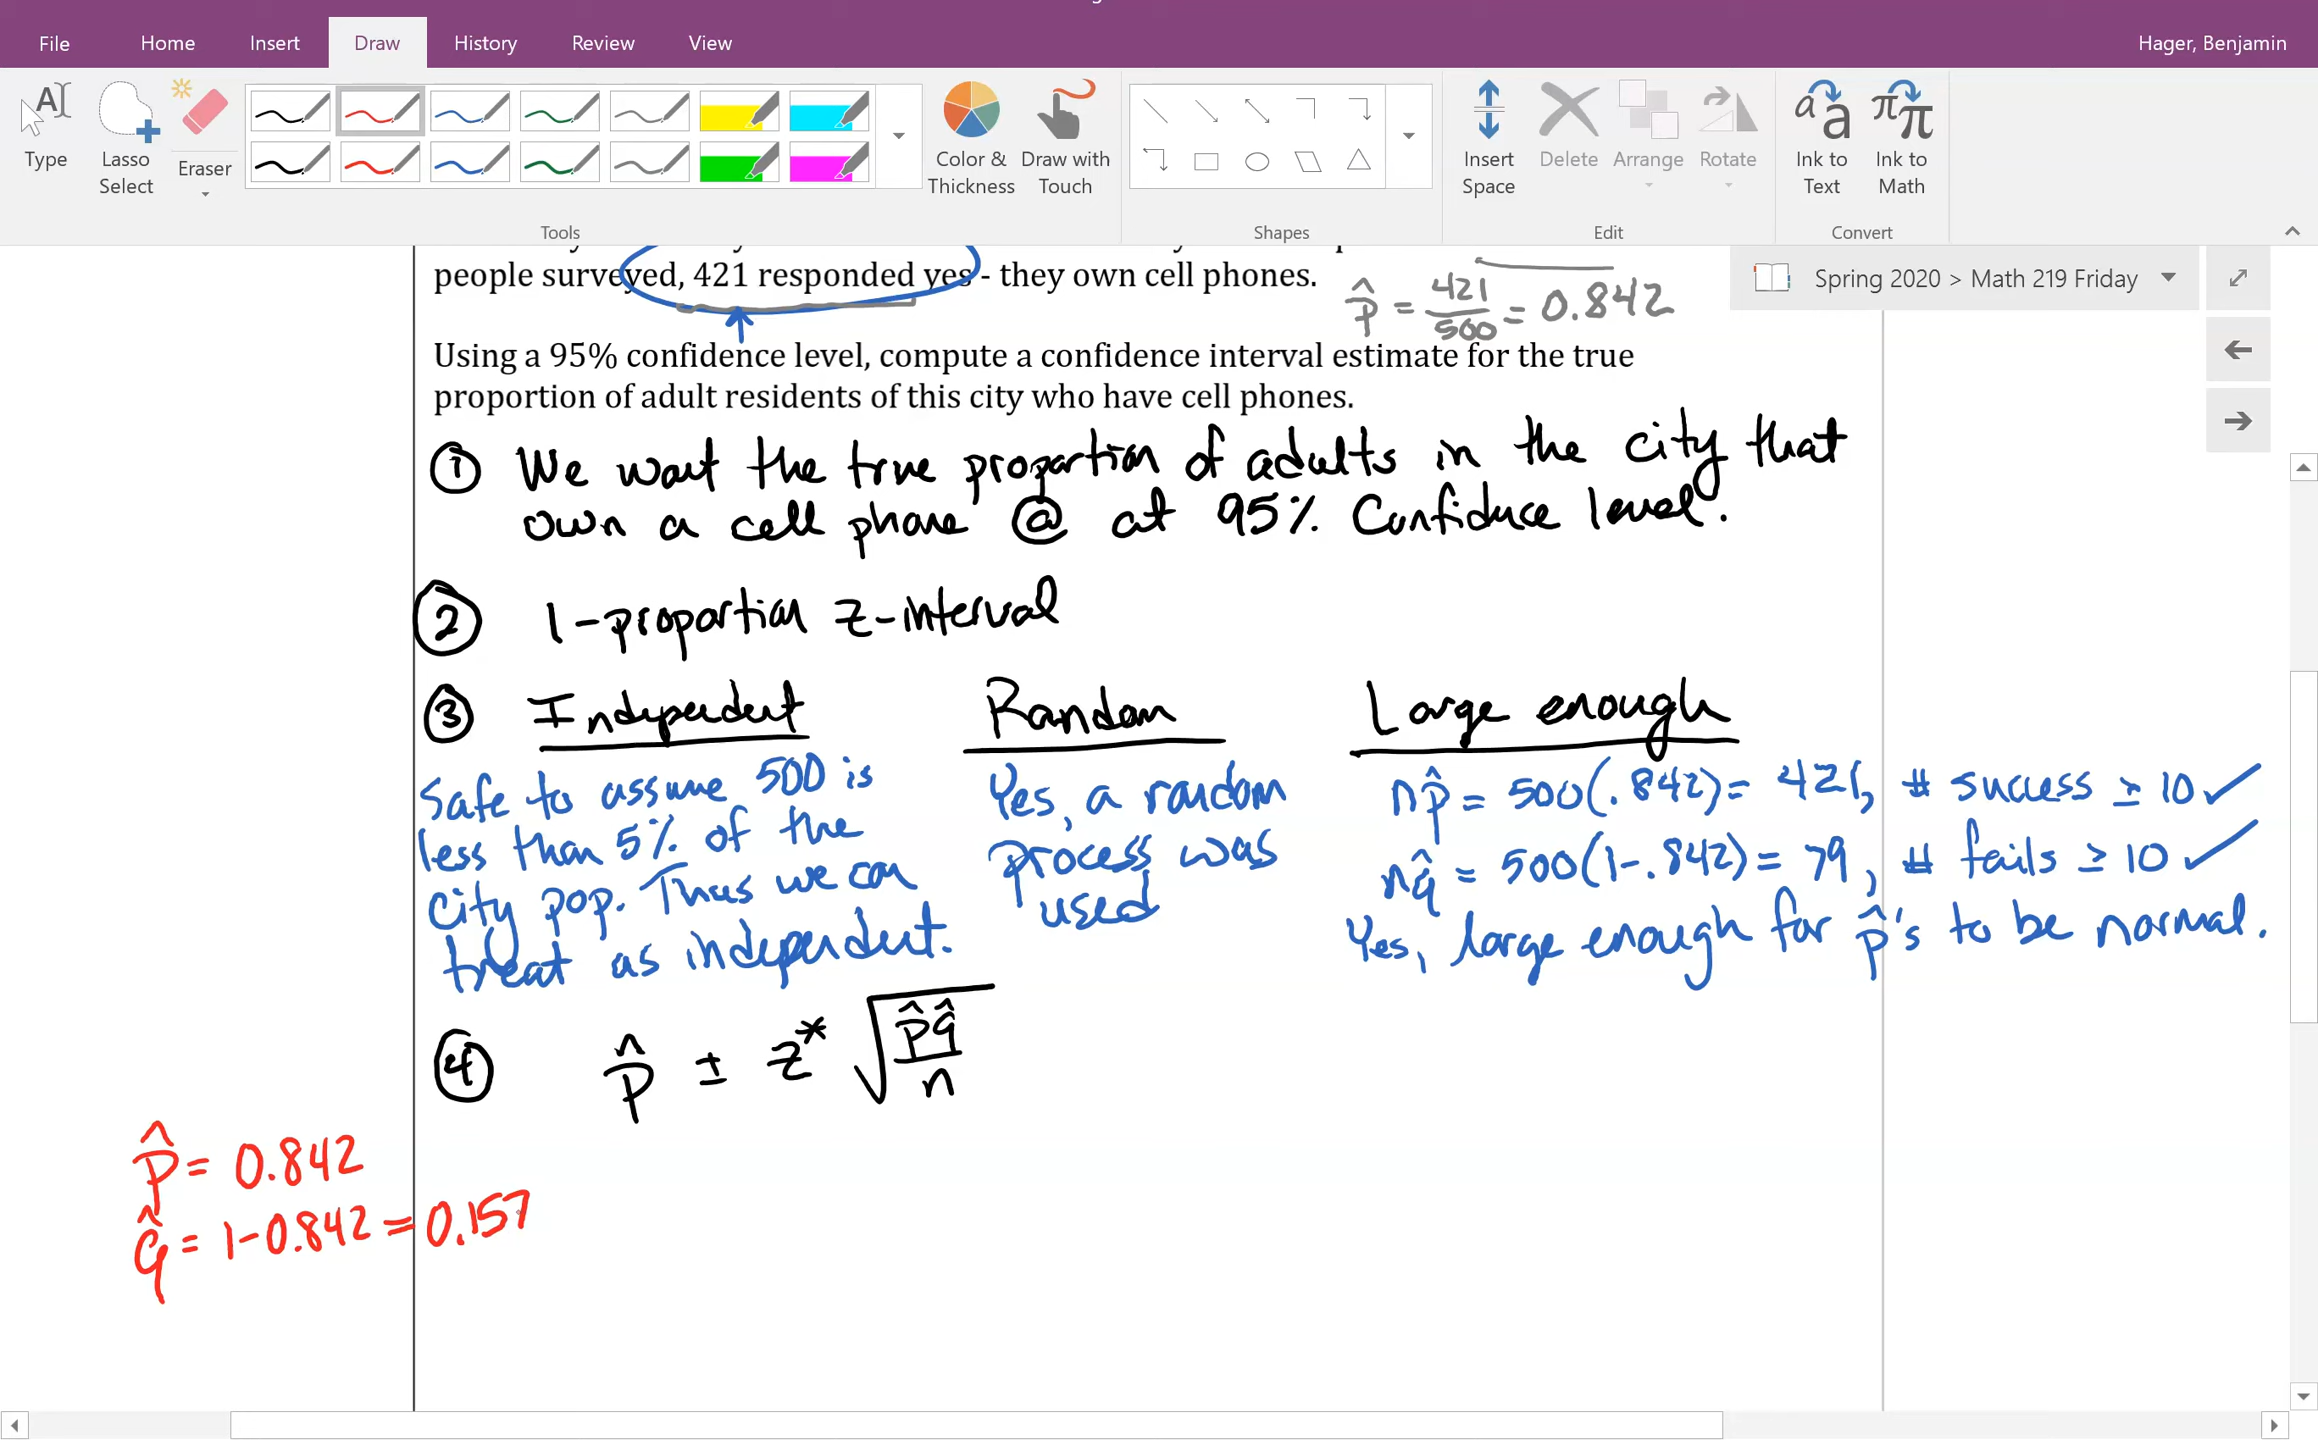 File Home Insert Draw History Review View Hager, Benjamin
Type Lasso Select Eraser Color & Thickness Draw with Touch Insert Space Delete Arrange Rotate Ink to Text Ink to Math
Tools Shapes Edit Convert
Spring 2020 > Math 219 Friday
people surveyed, 421 responded yes - they own cell phones.
p̂ = 421/500 = 0.842
Using a 95% confidence level, compute a confidence interval estimate for the true
proportion of adult residents of this city who have cell phones.
① We want the true proportion of adults in the city that
own a cell phone @ at 95% Confidence level.
② 1-proportion z-interval
③ Independent Random Large enough
Safe to assume 500 is
less than 5% of the
city pop. Thus we can
treat as independent.
Yes, a random
process was
used
np̂ = 500(.842) = 421, # success ≥ 10 ✓
nq̂ = 500(1-.842) = 79, # fails ≥ 10 ✓
Yes, large enough for p̂'s to be normal.
④ p̂ ± z* √(p̂q̂/n)
p̂ = 0.842
q̂ = 1-0.842 = 0.157